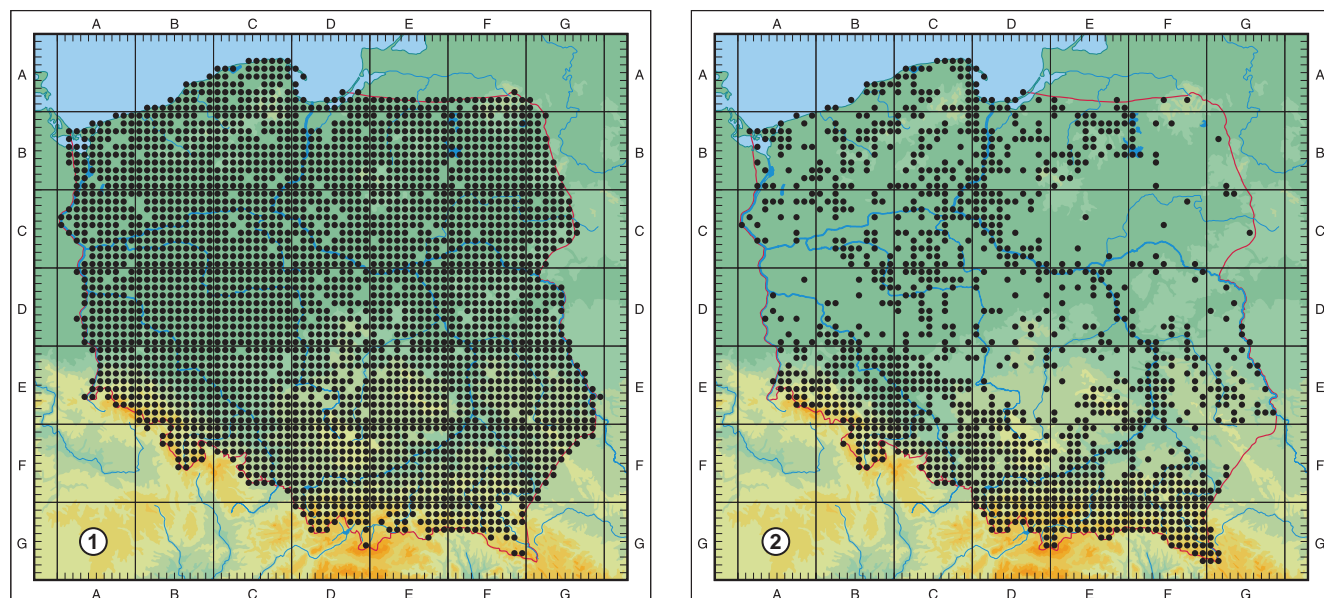 A B C D E F G
A B C D E F G
A A A A
B B B B
C C C C
D D D D
E E E E
F F F F
G 1 G G 2 G
A B C D E F G
A B C D E F G